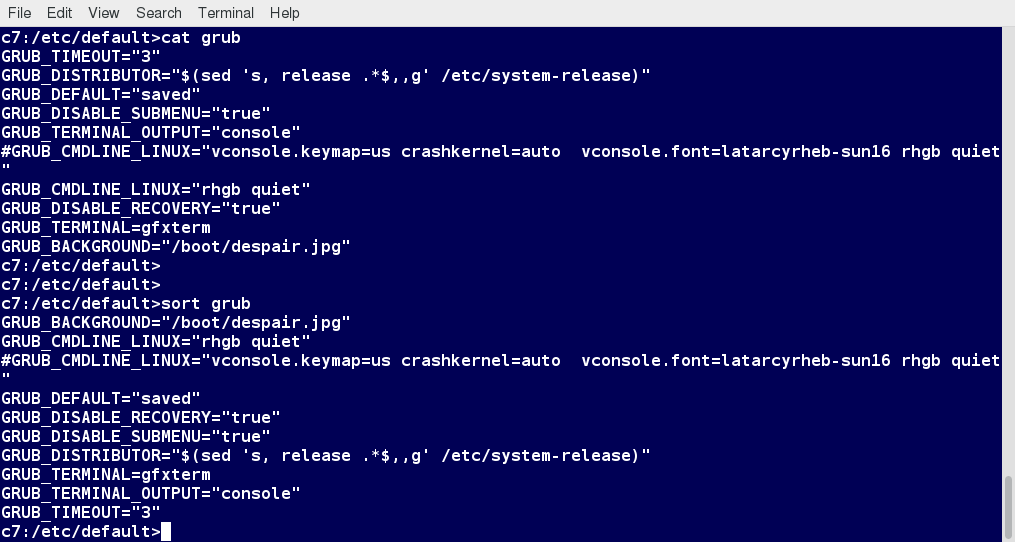 File Edit View Search Terminal Help
c7:/etc/default>cat grub
GRUB_TIMEOUT="3"
GRUB_DISTRIBUTOR="$(sed 's, release .*$,,g' /etc/system-release)"
GRUB_DEFAULT="saved"
GRUB_DISABLE_SUBMENU="true"
GRUB_TERMINAL_OUTPUT="console"
#GRUB_CMDLINE_LINUX="vconsole.keymap=us crashkernel=auto  vconsole.font=latarcyrheb-sun16 rhgb quiet
"
GRUB_CMDLINE_LINUX="rhgb quiet"
GRUB_DISABLE_RECOVERY="true"
GRUB_TERMINAL=gfxterm
GRUB_BACKGROUND="/boot/despair.jpg"
c7:/etc/default>
c7:/etc/default>
c7:/etc/default>sort grub
GRUB_BACKGROUND="/boot/despair.jpg"
GRUB_CMDLINE_LINUX="rhgb quiet"
#GRUB_CMDLINE_LINUX="vconsole.keymap=us crashkernel=auto  vconsole.font=latarcyrheb-sun16 rhgb quiet
"
GRUB_DEFAULT="saved"
GRUB_DISABLE_RECOVERY="true"
GRUB_DISABLE_SUBMENU="true"
GRUB_DISTRIBUTOR="$(sed 's, release .*$,,g' /etc/system-release)"
GRUB_TERMINAL=gfxterm
GRUB_TERMINAL_OUTPUT="console"
GRUB_TIMEOUT="3"
c7:/etc/default>